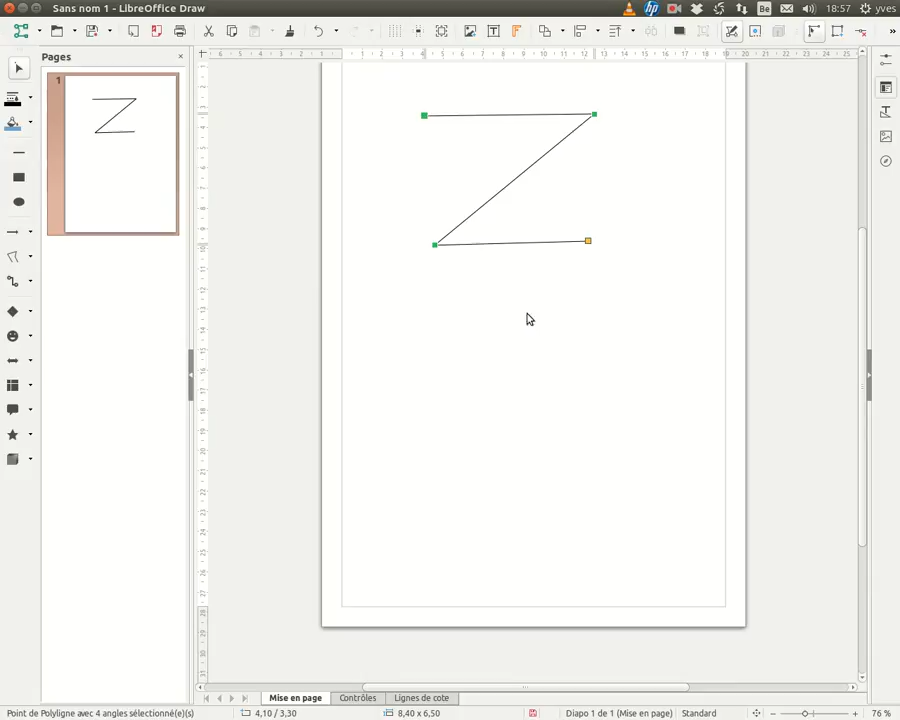 Sans nom 1 - LibreOffice Draw
Be
18:57
yves
Pages
1
Mise en page
Contrôles
Lignes de cote
Point de Polyligne avec 4 angles sélectionné(e)(s)
4,10 / 3,30
8,40 x 6,50
Diapo 1 de 1 (Mise en page)
Standard
76 %